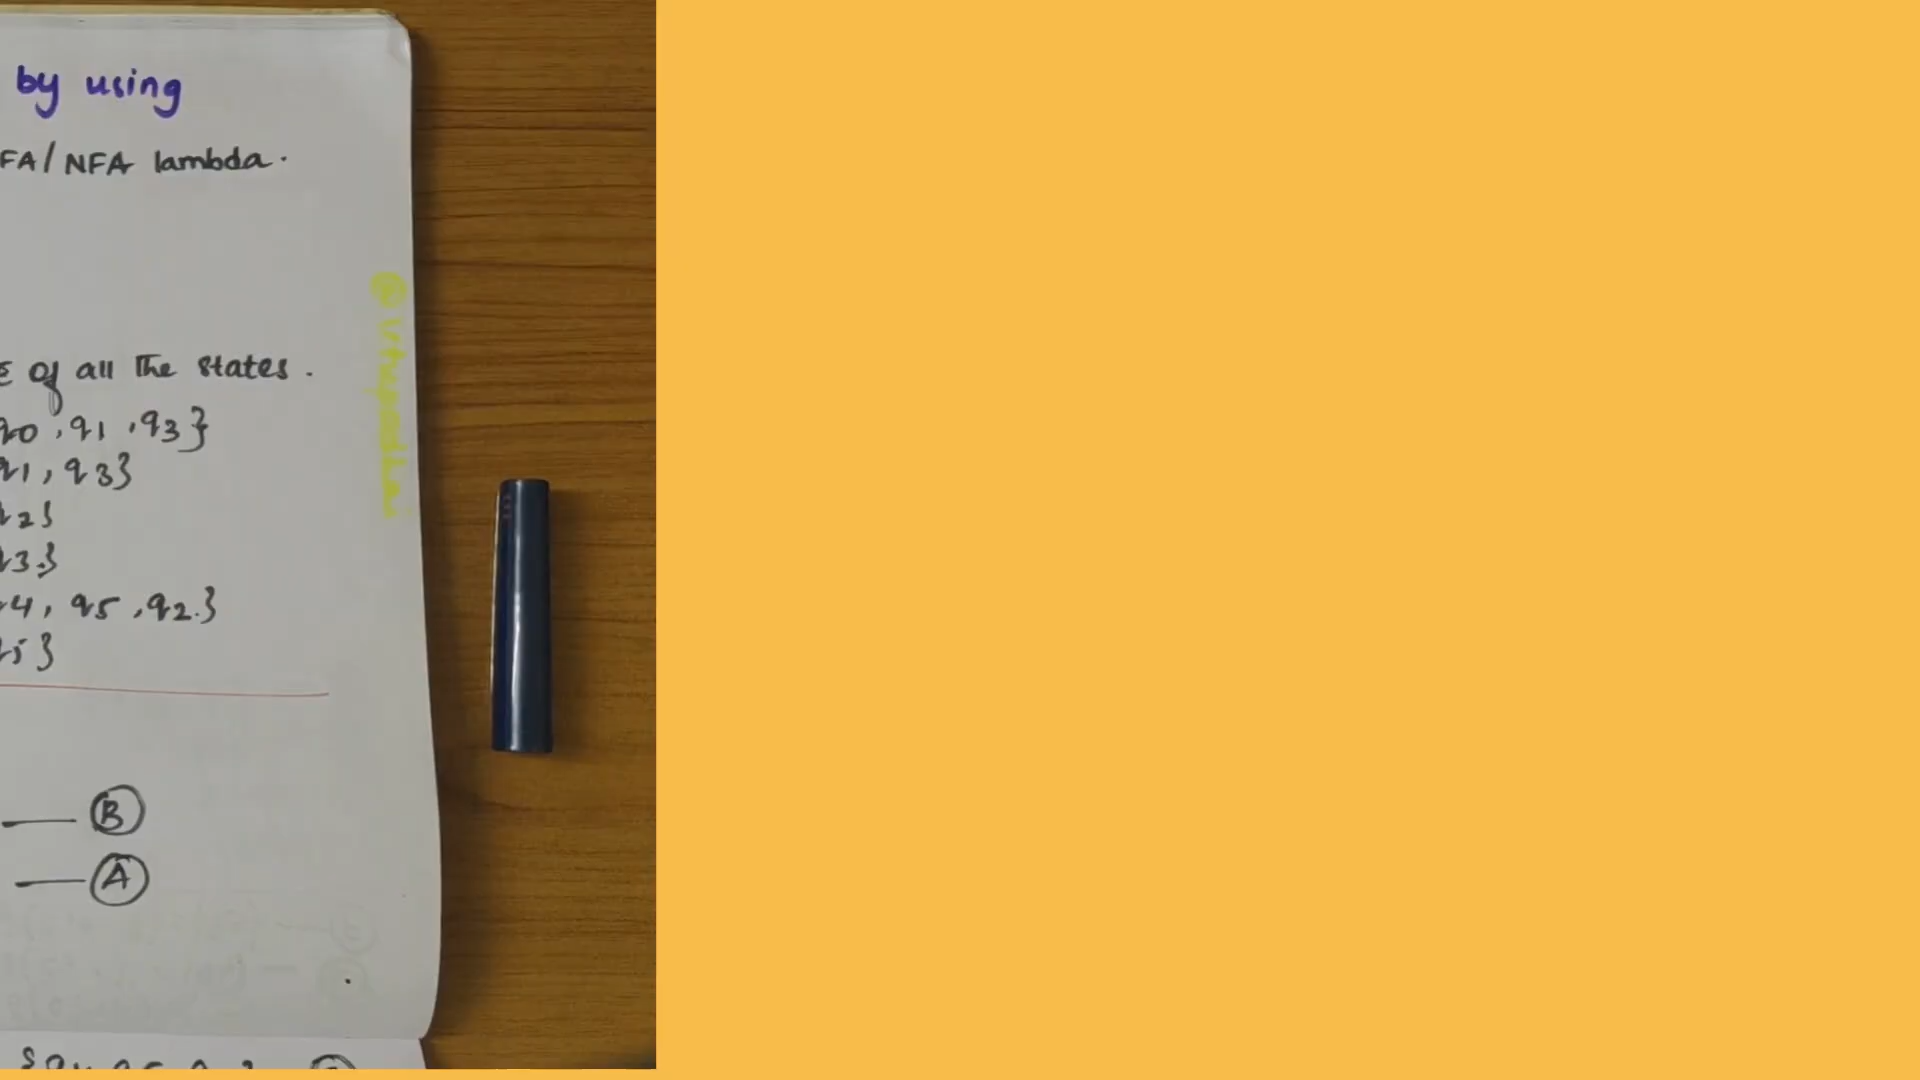 by using
FA/NFA lambda.
of all the states.
q0, q1, q3}
q1, q3}
q2}
q3.}
q4, q5, q2.}
q5}
B
A
@vtupadhai